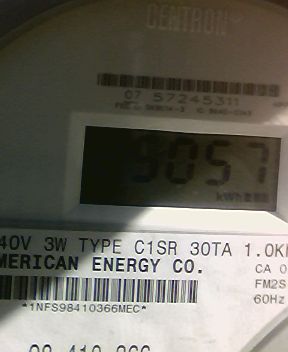 CENTRON
07 57245311
9057
kWh
40V 3W TYPE C1SR 30TA 1.0K
MERICAN ENERGY CO.
CA 0
FM2S
60Hz
*1NFS98410366MEC*